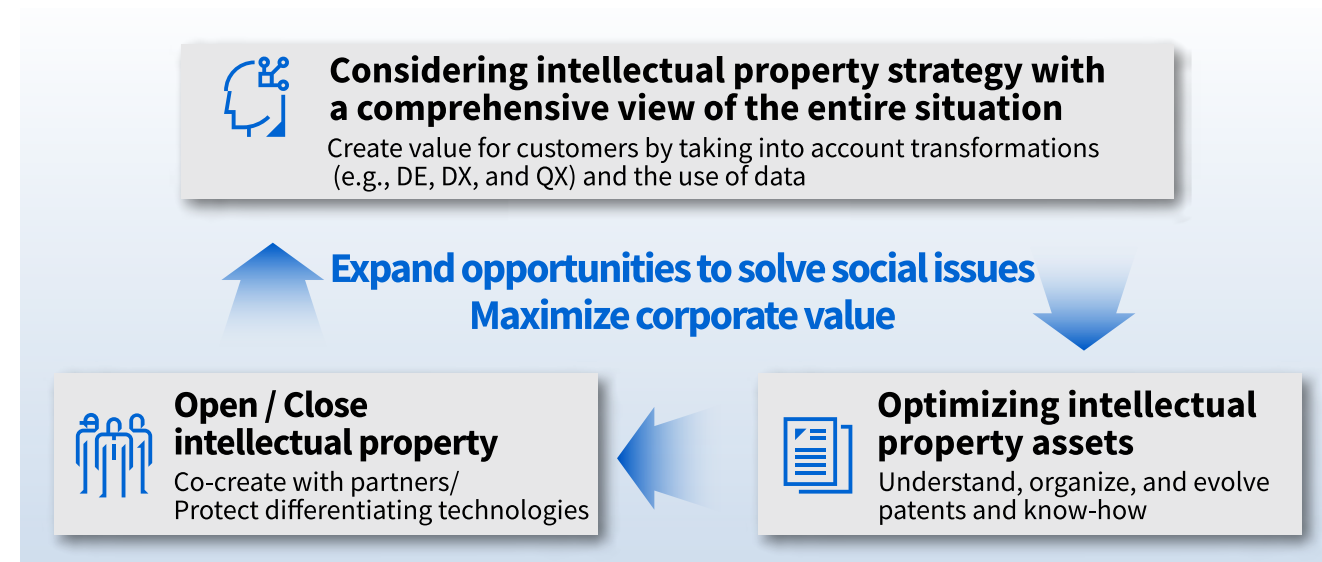 Considering intellectual property strategy with
a comprehensive view of the entire situation
Create value for customers by taking into account transformations
(e.g., DE, DX, and QX) and the use of data
Expand opportunities to solve social issues
Maximize corporate value
Open / Close
intellectual property
Co-create with partners/
Protect differentiating technologies
Optimizing intellectual
property assets
Understand, organize, and evolve
patents and know-how